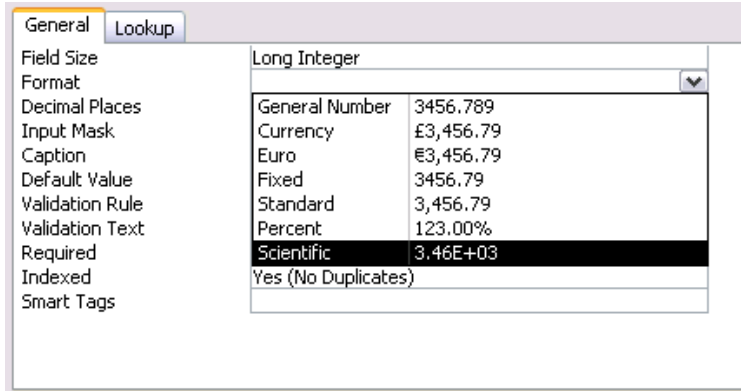 General Lookup
Field Size Long Integer
Format
Decimal Places General Number 3456.789
Input Mask Currency £3,456.79
Caption Euro €3,456.79
Default Value Fixed 3456.79
Validation Rule Standard 3,456.79
Validation Text Percent 123.00%
Required Scientific 3.46E+03
Indexed Yes (No Duplicates)
Smart Tags